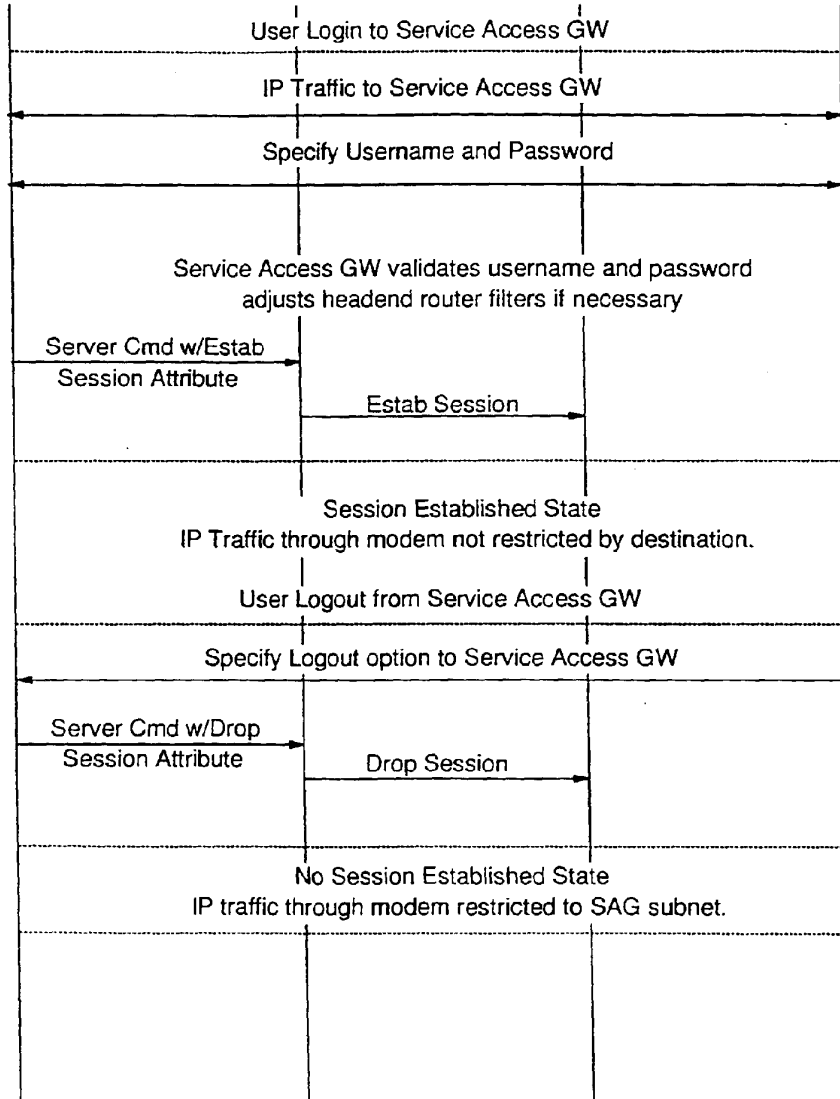 User Login to Service Access GW
IP Traffic to Service Access GW
Specify Username and Password
Service Access GW validates username and password
adjusts headend router filters if necessary
Server Cmd w/Estab
Session Attribute
Estab Session
Session Established State
IP Traffic through modem not restricted by destination.
User Logout from Service Access GW
Specify Logout option to Service Access GW
Server Cmd w/Drop
Session Attribute
Drop Session
No Session Established State
IP traffic through modem restricted to SAG subnet.